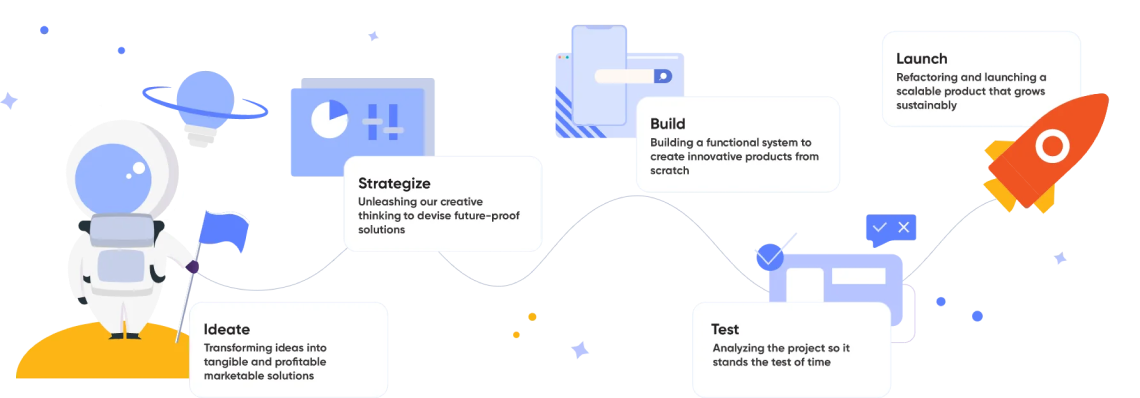 Ideate
Transforming ideas into
tangible and profitable
marketable solutions
Strategize
Unleashing our creative
thinking to devise future-proof
solutions
Build
Building a functional system to
create innovative products from
scratch
Test
Analyzing the project so it
stands the test of time
Launch
Refactoring and launching a
scalable product that grows
sustainably